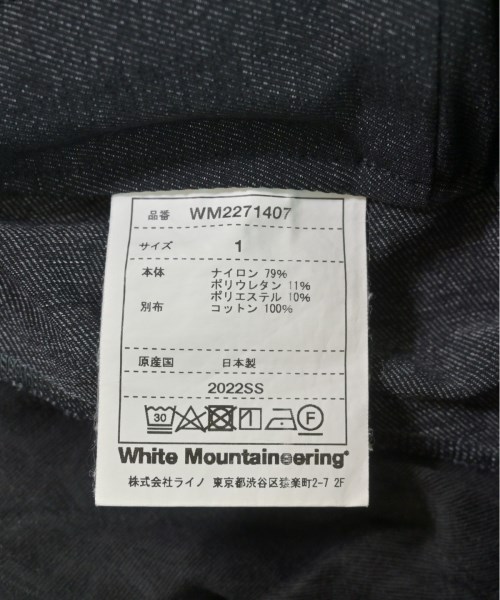 品番 WM2271407
サイズ 1
本体 ナイロン 79%
ポリウレタン 11%
ポリエステル 10%
別布 コットン 100%
原産国 日本製
2022SS
30 F
White Mountaineering®
株式会社ライノ 東京都渋谷区猿楽町2-7 2F